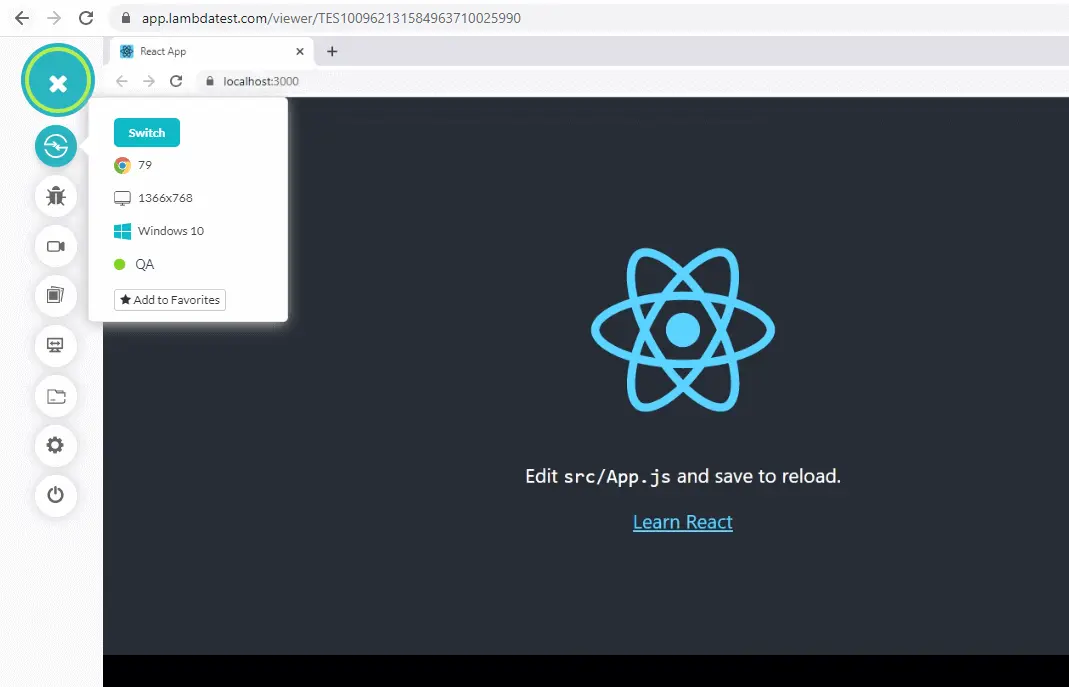 app.lambdatest.com/viewer/TES100962131584963710025990
React App
localhost:3000
Switch
79
1366x768
Windows 10
QA
Add to Favorites
Edit src/App.js and save to reload.
Learn React